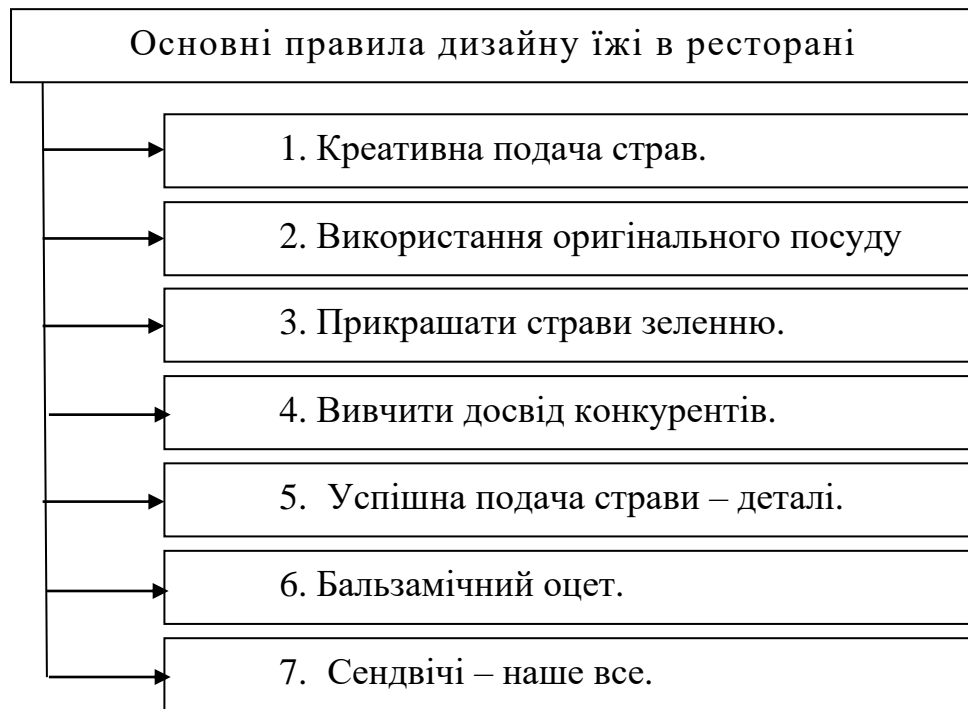 Основні правила дизайну їжі в ресторані
1. Креативна подача страв.
2. Використання оригінального посуду
3. Прикрашати страви зеленню.
4. Вивчити досвід конкурентів.
5. Успішна подача страви – деталі.
6. Бальзамічний оцет.
7. Сендвічі – наше все.